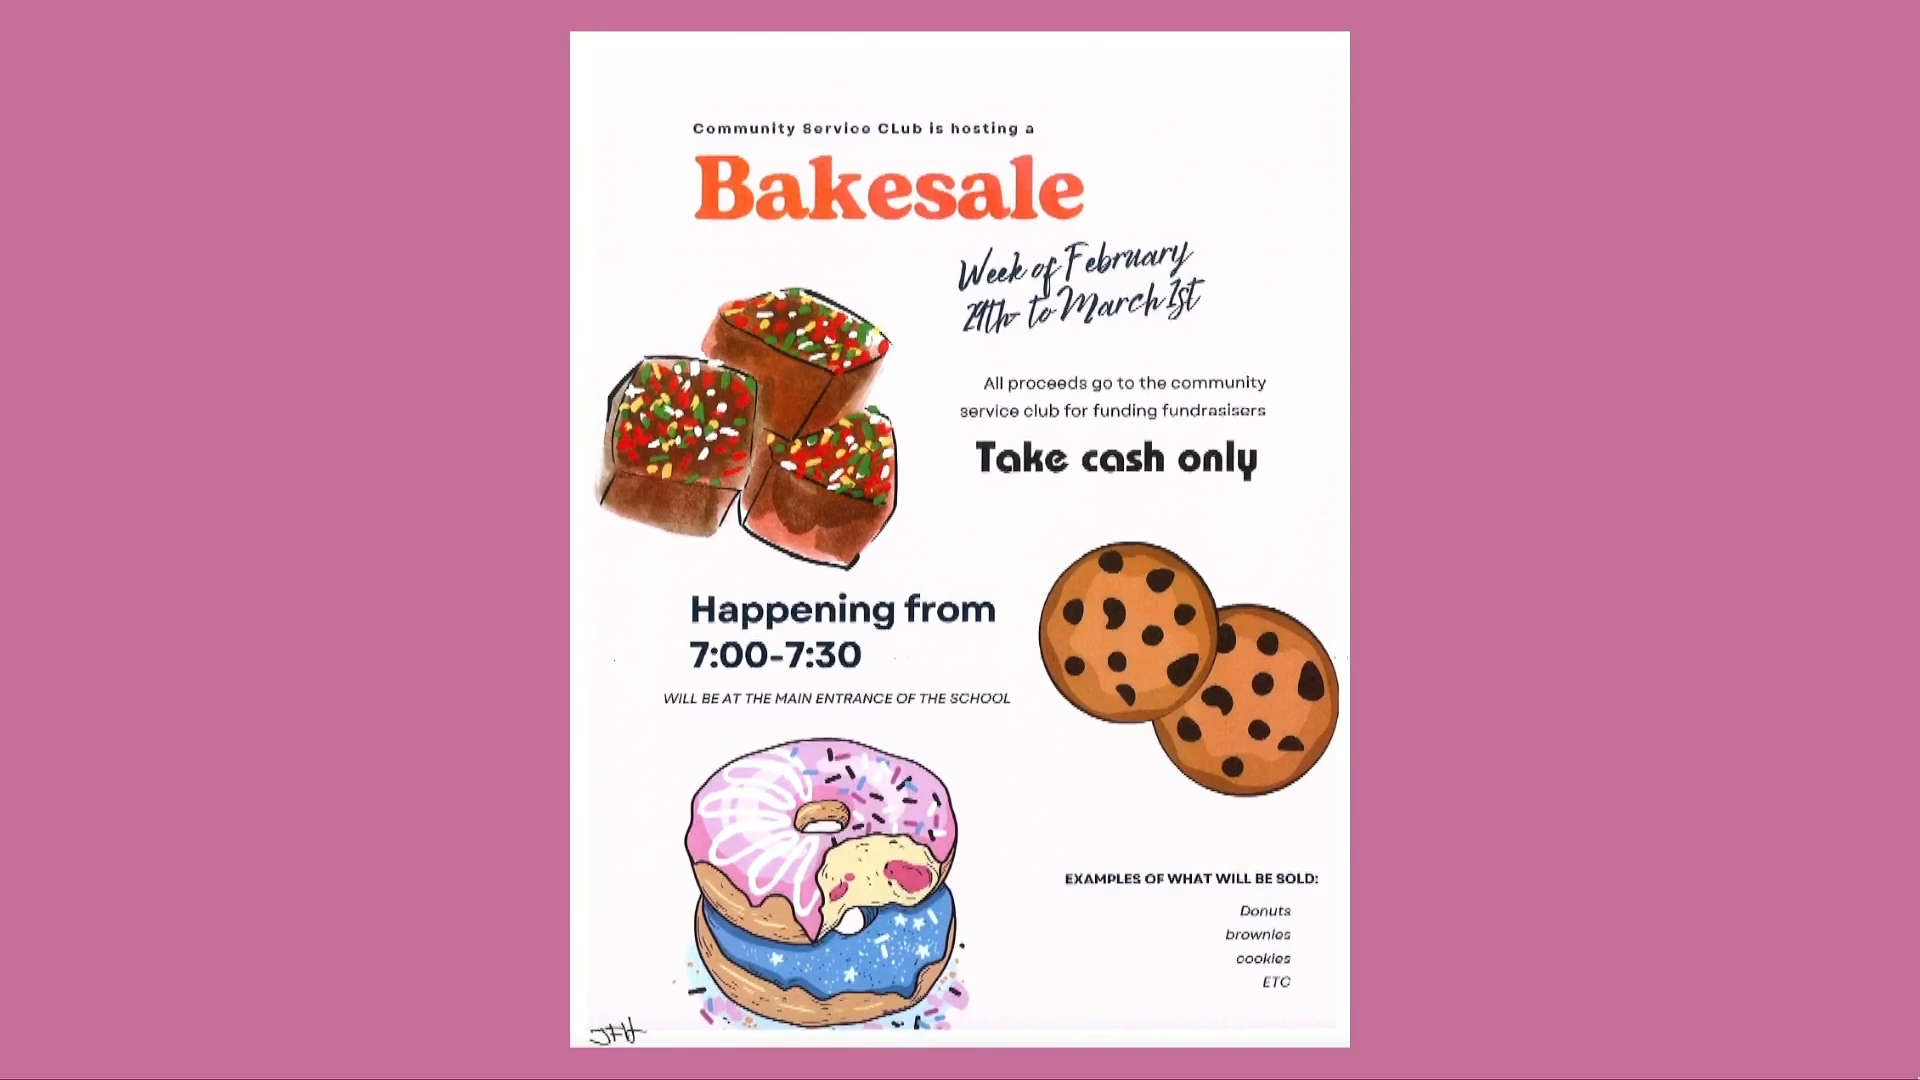 Community Service CLub is hosting a
Bakesale
Week of February
29th to March 1st
All proceeds go to the community
service club for funding fundrasisers
Take cash only
Happening from
7:00-7:30
WILL BE AT THE MAIN ENTRANCE OF THE SCHOOL
EXAMPLES OF WHAT WILL BE SOLD:
Donuts
brownies
cookies
ETC
JFH